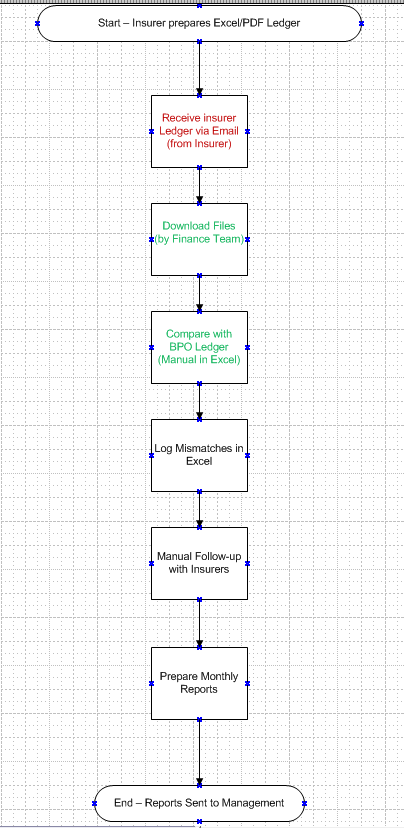 Start – Insurer prepares Excel/PDF Ledger
Receive insurer
Ledger via Email
(from Insurer)
Download Files
(by Finance Team)
Compare with
BPO Ledger
(Manual in Excel)
Log Mismatches in
Excel
Manual Follow-up
with Insurers
Prepare Monthly
Reports
End – Reports Sent to Management